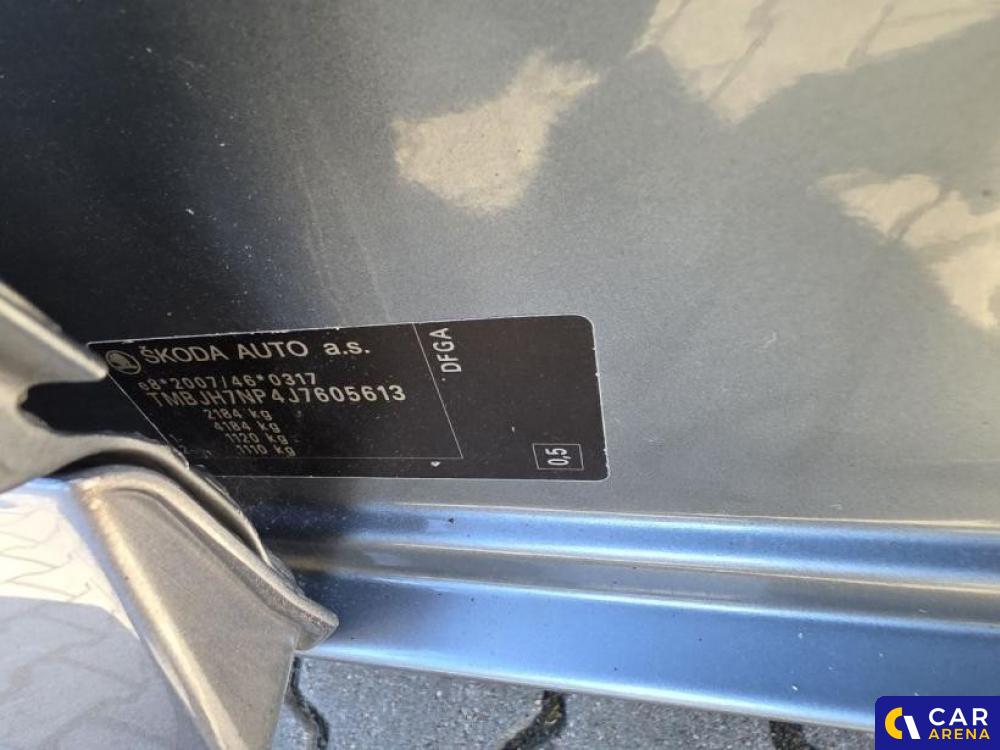 ŠKODA AUTO a.s.
DFGA
e8*2007/46*0317
TMBJH7NP4J7605613
2184 kg
4184 kg
1120 kg
1110 kg
0,5
CAR
ARENA